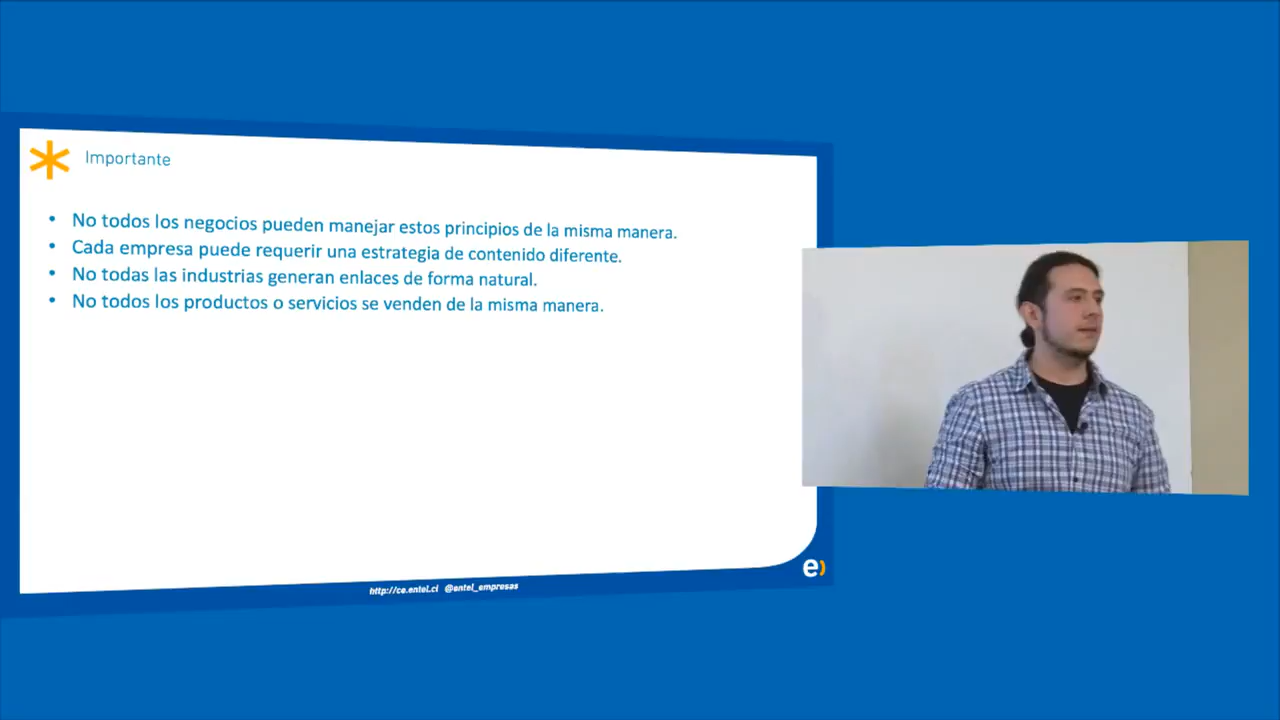 Importante
• No todos los negocios pueden manejar estos principios de la misma manera.
• Cada empresa puede requerir una estrategia de contenido diferente.
• No todas las industrias generan enlaces de forma natural.
• No todos los productos o servicios se venden de la misma manera.
e)
http://ce.entel.cl @entel_empresas